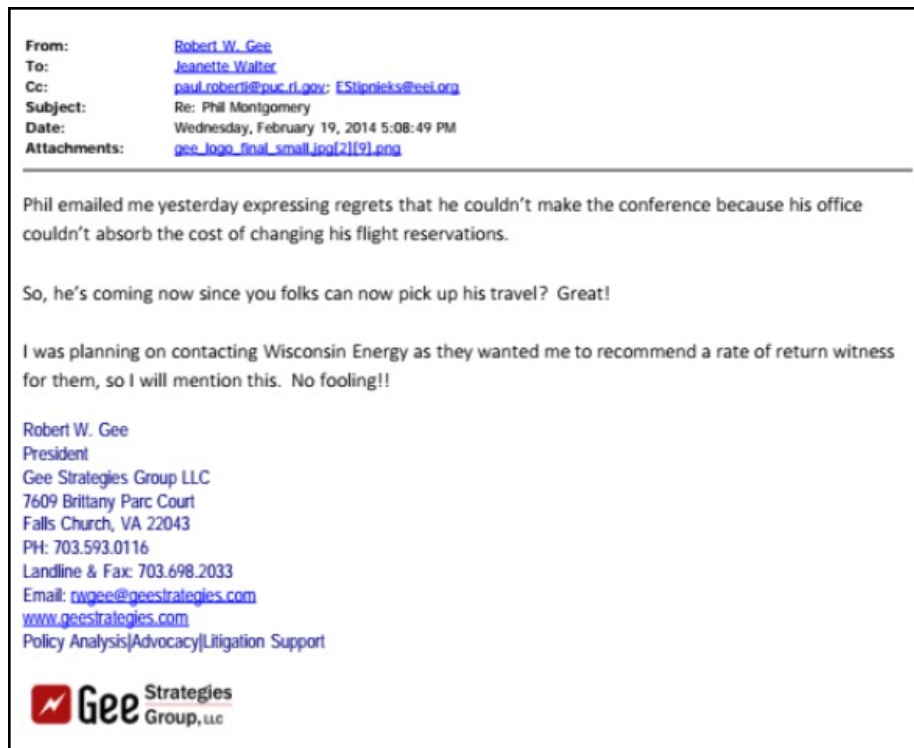 From: Robert W. Gee
To: Jeanette Walter
Cc: paul.roberti@puc.ri.gov; EStipnieks@eei.org
Subject: Re: Phil Montgomery
Date: Wednesday, February 19, 2014 5:08:49 PM
Attachments: gee_logo_final_small.jpg[2][9].png
Phil emailed me yesterday expressing regrets that he couldn’t make the conference because his office
couldn’t absorb the cost of changing his flight reservations.
So, he’s coming now since you folks can now pick up his travel?  Great!
I was planning on contacting Wisconsin Energy as they wanted me to recommend a rate of return witness
for them, so I will mention this.  No fooling!!
Robert W. Gee
President
Gee Strategies Group LLC
7609 Brittany Parc Court
Falls Church, VA 22043
PH: 703.593.0116
Landline & Fax: 703.698.2033
Email: rwgee@geestrategies.com
www.geestrategies.com
Policy Analysis|Advocacy|Litigation Support
Gee Strategies
Group, LLC